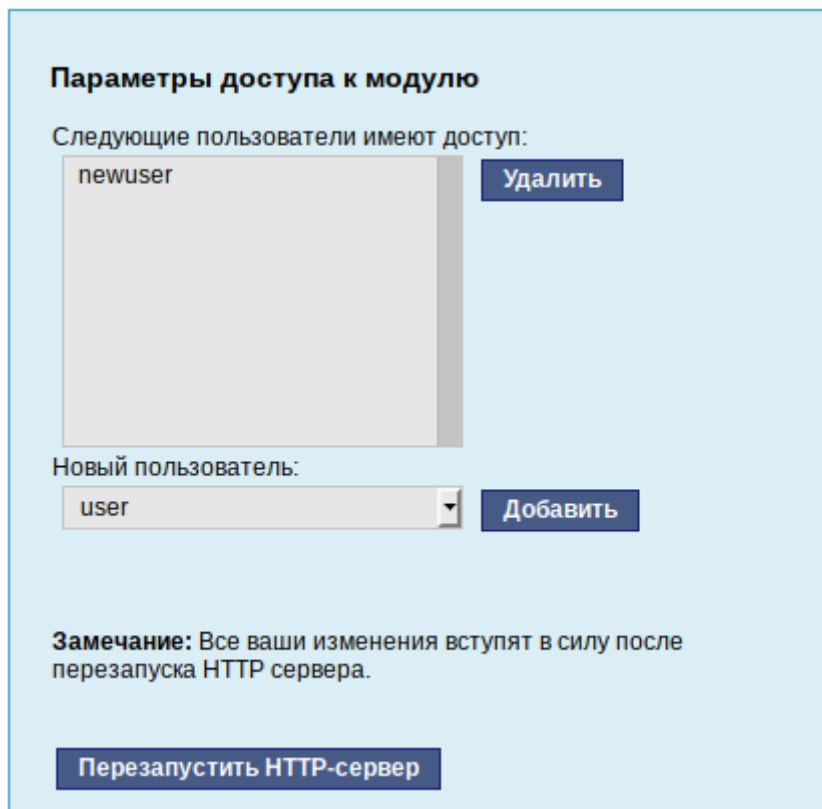 Параметры доступа к модулю
Следующие пользователи имеют доступ:
newuser
Удалить
Новый пользователь:
user
Добавить
Замечание: Все ваши изменения вступят в силу после
перезапуска HTTP сервера.
Перезапустить HTTP-сервер